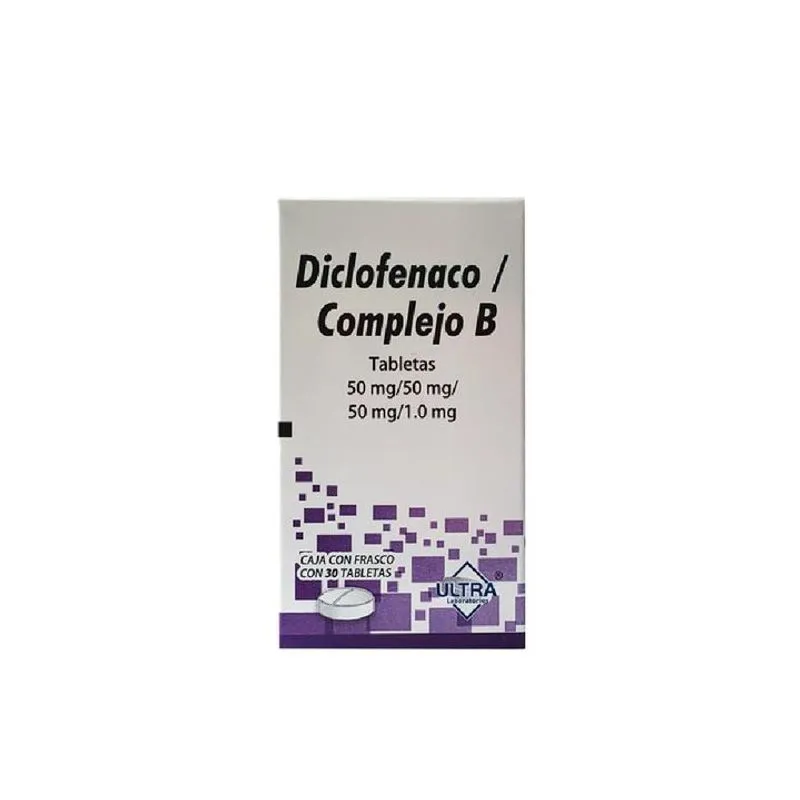 Diclofenaco /
Complejo B
Tabletas
50 mg/50 mg/
50 mg/1.0 mg
CAJA CON FRASCO
CON 30 TABLETAS
ULTRA®
Laboratorios